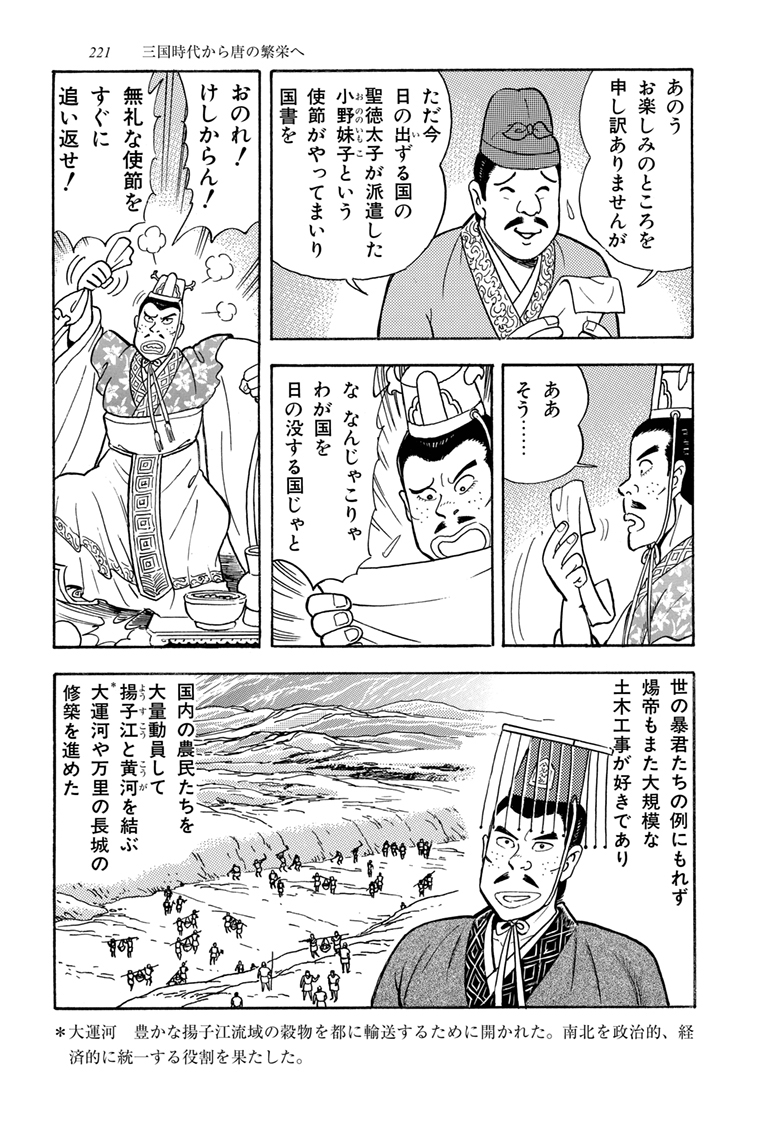 221 三国時代から唐の繁栄へ
あのう
お楽しみのところを
申し訳ありませんが
ただ今
日の出ずる国の
聖徳太子が派遣した
小野妹子という
使節がやってまいり
国書を
ああ
そう……
な なんじゃこりゃ
わが国を
日の没する国じゃと
おのれ！
けしからん！
無礼な使節を
すぐに
追い返せ！
世の暴君たちの例にもれず
煬帝もまた大規模な
土木工事が好きであり
国内の農民たちを
大量動員して
揚子江と黄河を結ぶ
*大運河や万里の長城の
修築を進めた
＊大運河　豊かな揚子江流域の穀物を都に輸送するために開かれた。南北を政治的、経
済的に統一する役割を果たした。